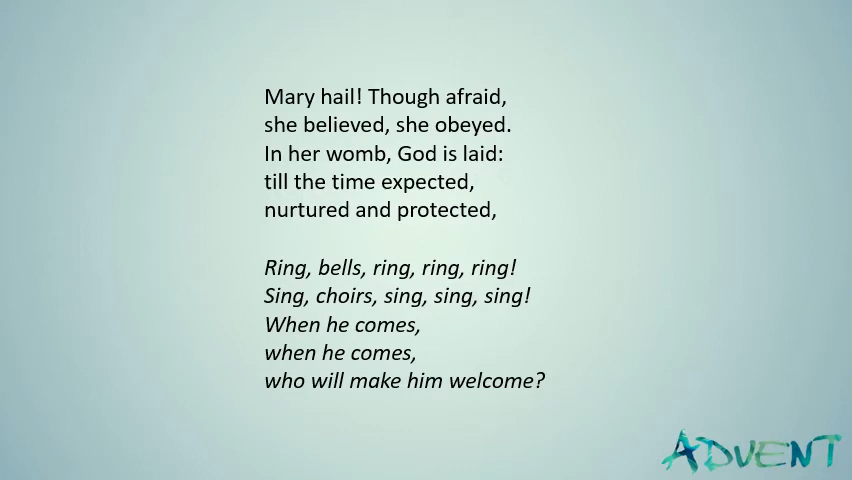 Mary hail! Though afraid,
she believed, she obeyed.
In her womb, God is laid:
till the time expected,
nurtured and protected,
Ring, bells, ring, ring, ring!
Sing, choirs, sing, sing, sing!
When he comes,
when he comes,
who will make him welcome?
ADVENT